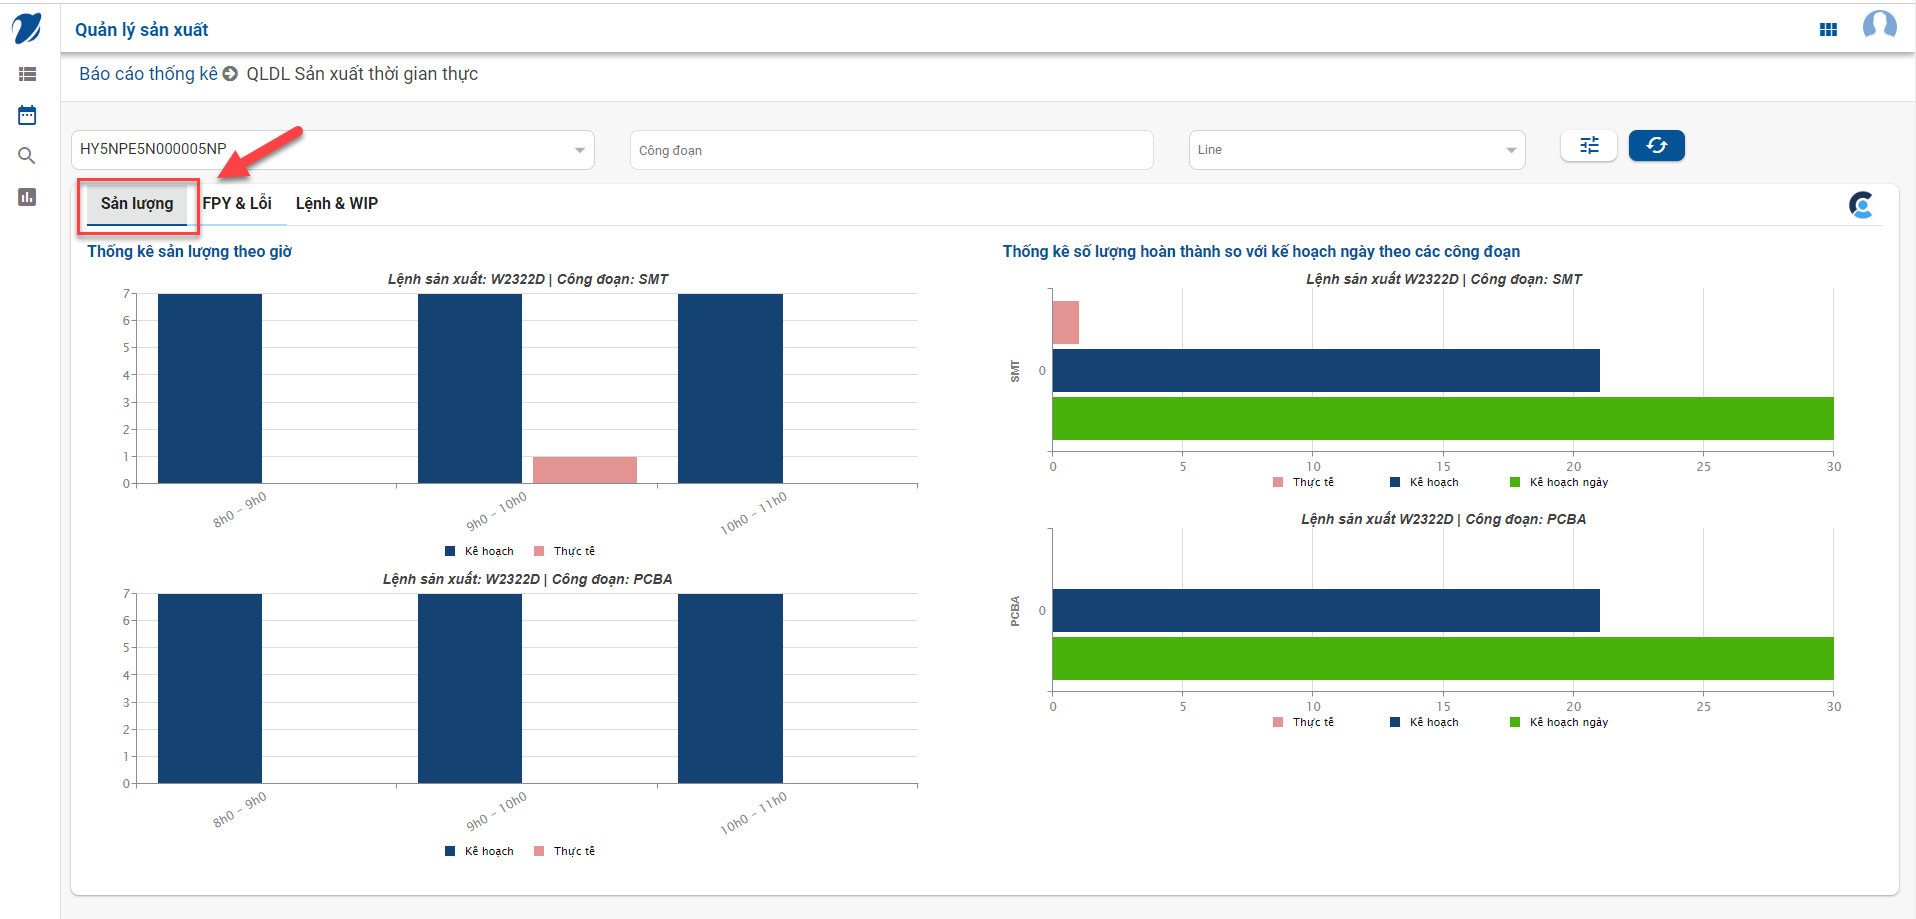 Quản lý sản xuất
Báo cáo thống kê QLDL Sản xuất thời gian thực
HY5NPE5N000005NP
Công đoạn
Line
Sản lượng FPY & Lỗi Lệnh & WIP
Thống kê sản lượng theo giờ
Lệnh sản xuất: W2322D | Công đoạn: SMT
7
6
5
4
3
2
1
0
8h0 – 9h0
9h0 – 10h0
10h0 – 11h0
Kế hoạch Thực tế
Lệnh sản xuất: W2322D | Công đoạn: PCBA
7
6
5
4
3
2
1
0
8h0 – 9h0
9h0 – 10h0
10h0 – 11h0
Kế hoạch Thực tế
Thống kê số lượng hoàn thành so với kế hoạch ngày theo các công đoạn
Lệnh sản xuất W2322D | Công đoạn: SMT
SMT
0
0 5 10 15 20 25 30
Thực tế Kế hoạch Kế hoạch ngày
Lệnh sản xuất W2322D | Công đoạn: PCBA
PCBA
0
0 5 10 15 20 25 30
Thực tế Kế hoạch Kế hoạch ngày